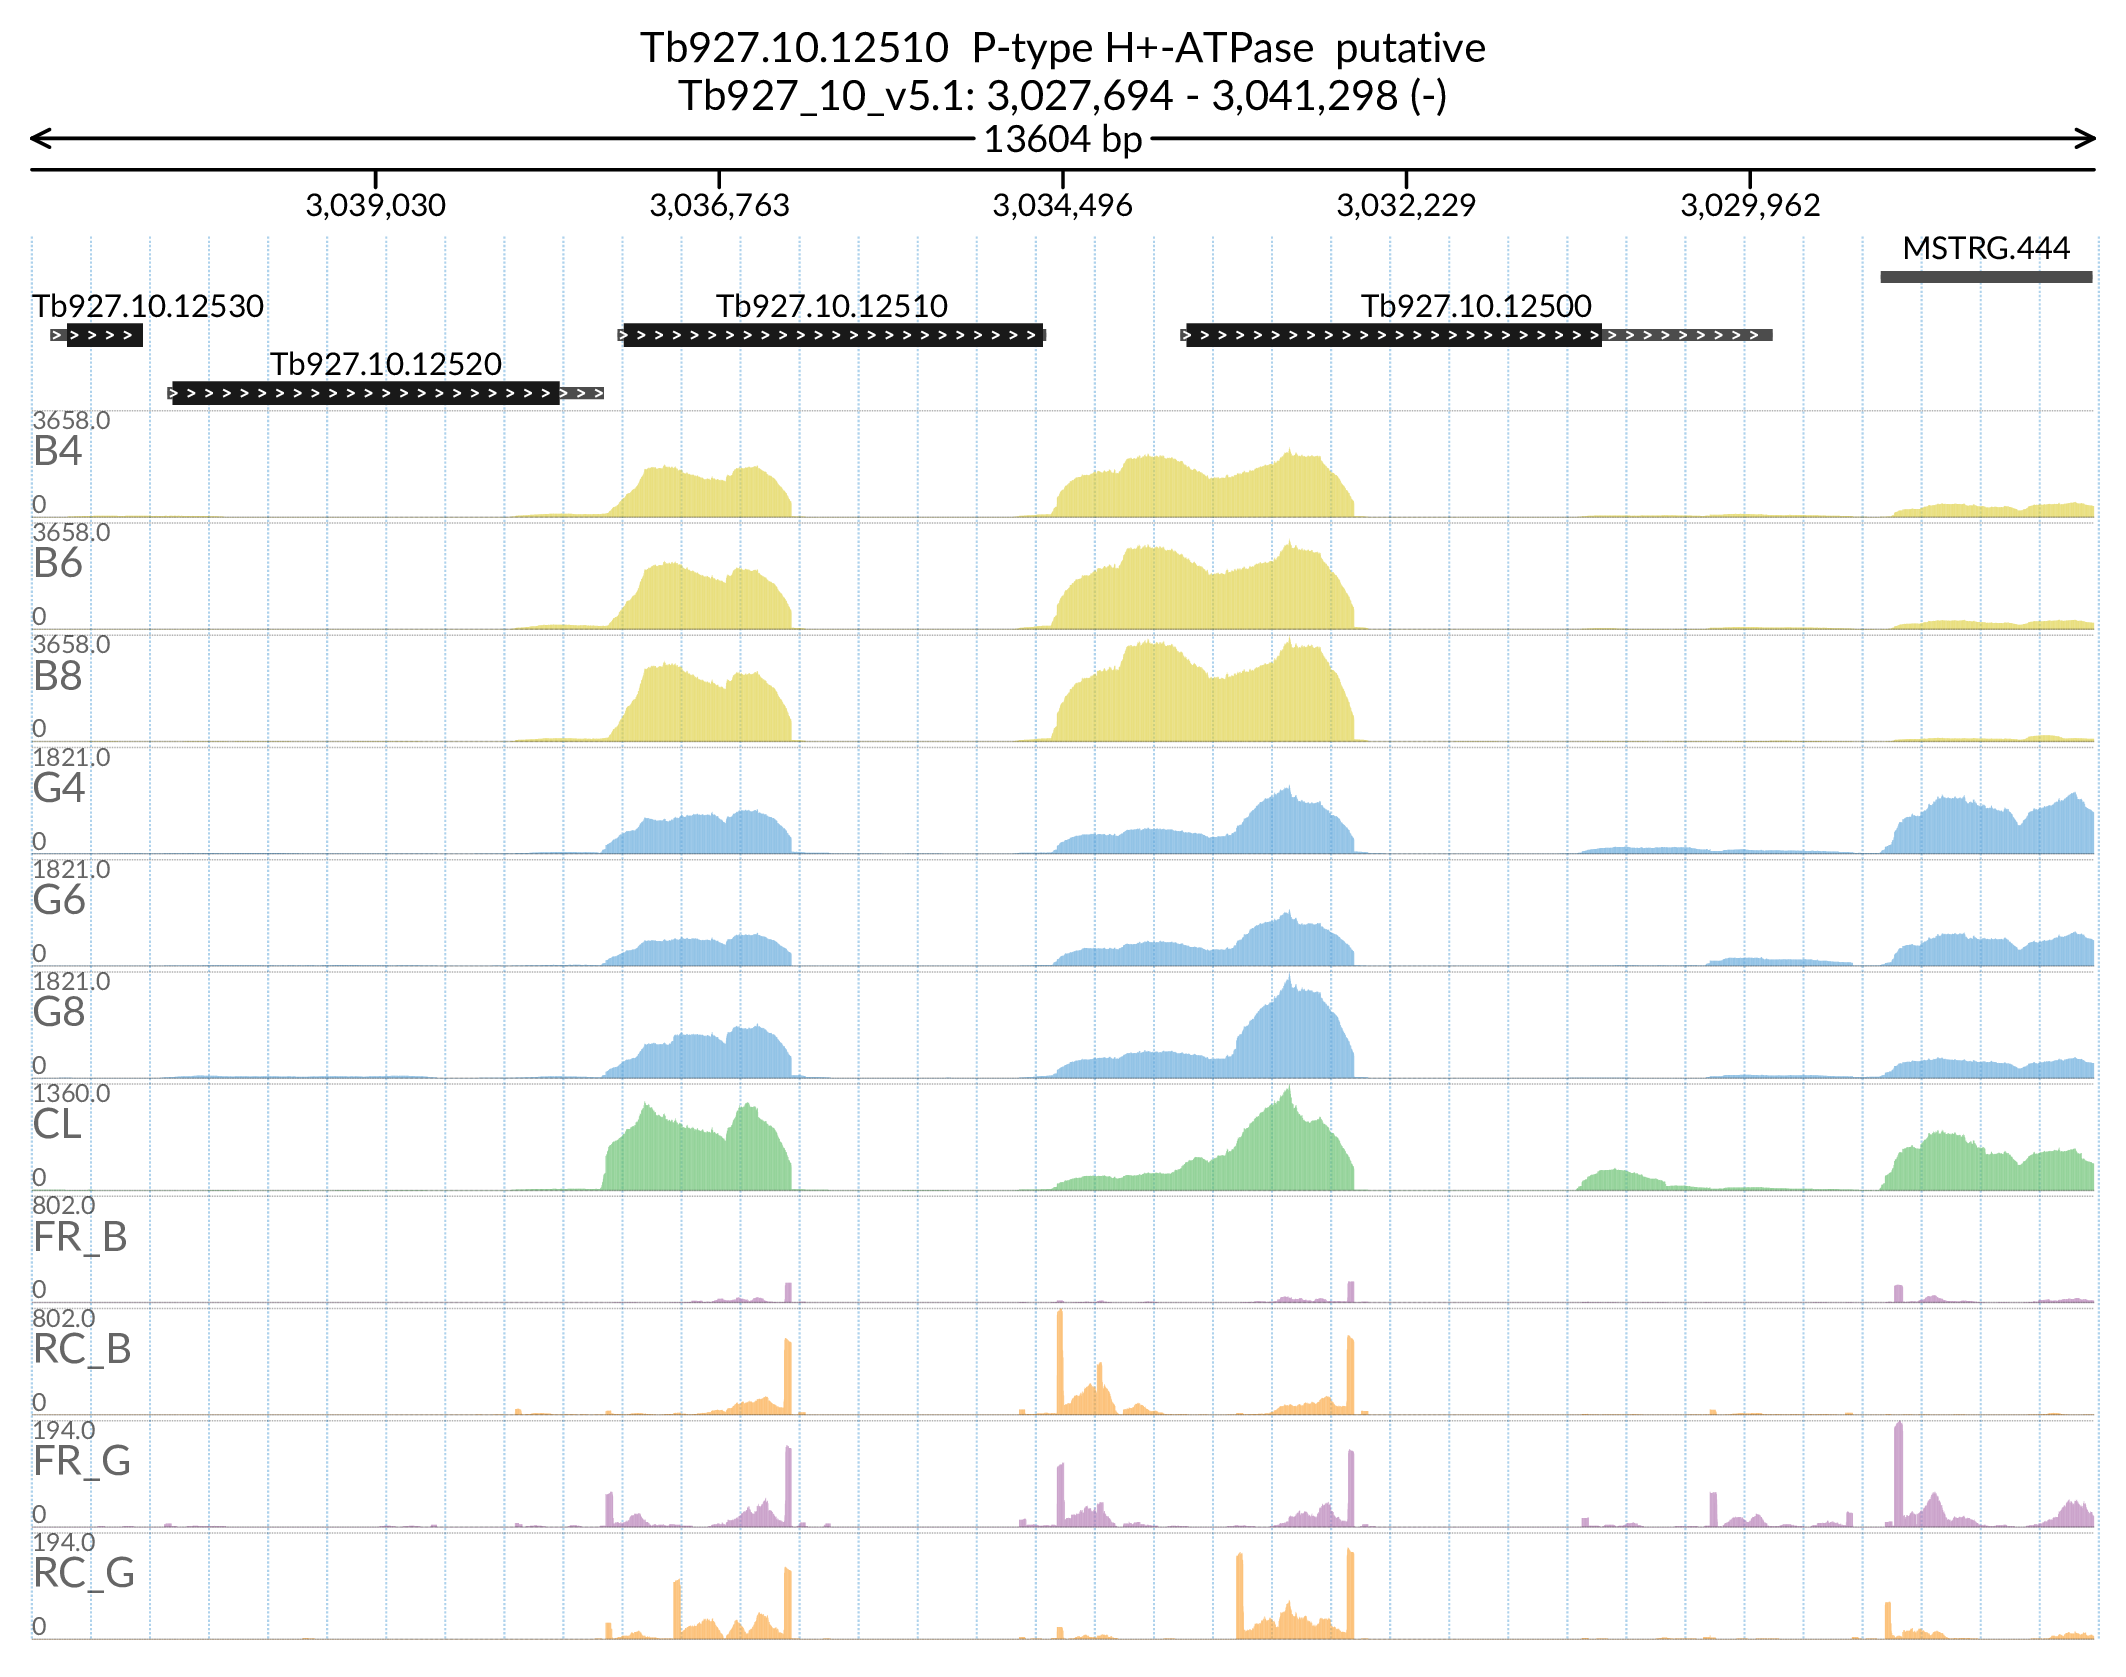 Tb927.10.12510 P-type H+-ATPase putative
Tb927_10_v5.1: 3,027,694 - 3,041,298 (-)
13604 bp
3,039,030 3,036,763 3,034,496 3,032,229 3,029,962
MSTRG.444
Tb927.10.12530 Tb927.10.12510 Tb927.10.12500
Tb927.10.12520
3658.0
B4
0
3658.0
B6
0
3658.0
B8
0
1821.0
G4
0
1821.0
G6
0
1821.0
G8
0
1360.0
CL
0
802.0
FR_B
0
802.0
RC_B
0
194.0
FR_G
0
194.0
RC_G
0